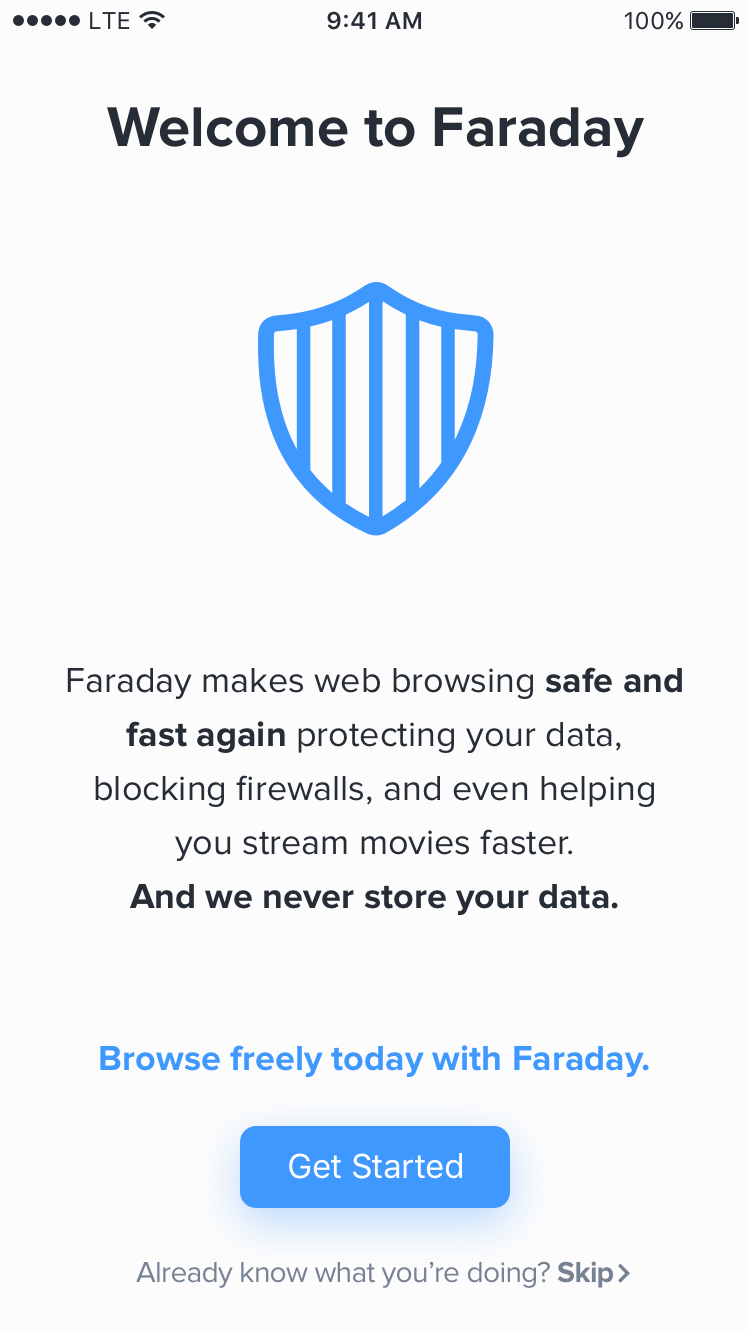 LTE 9:41 AM 100%
Welcome to Faraday
Faraday makes web browsing safe and
fast again protecting your data,
blocking firewalls, and even helping
you stream movies faster.
And we never store your data.
Browse freely today with Faraday.
Get Started
Already know what you’re doing? Skip